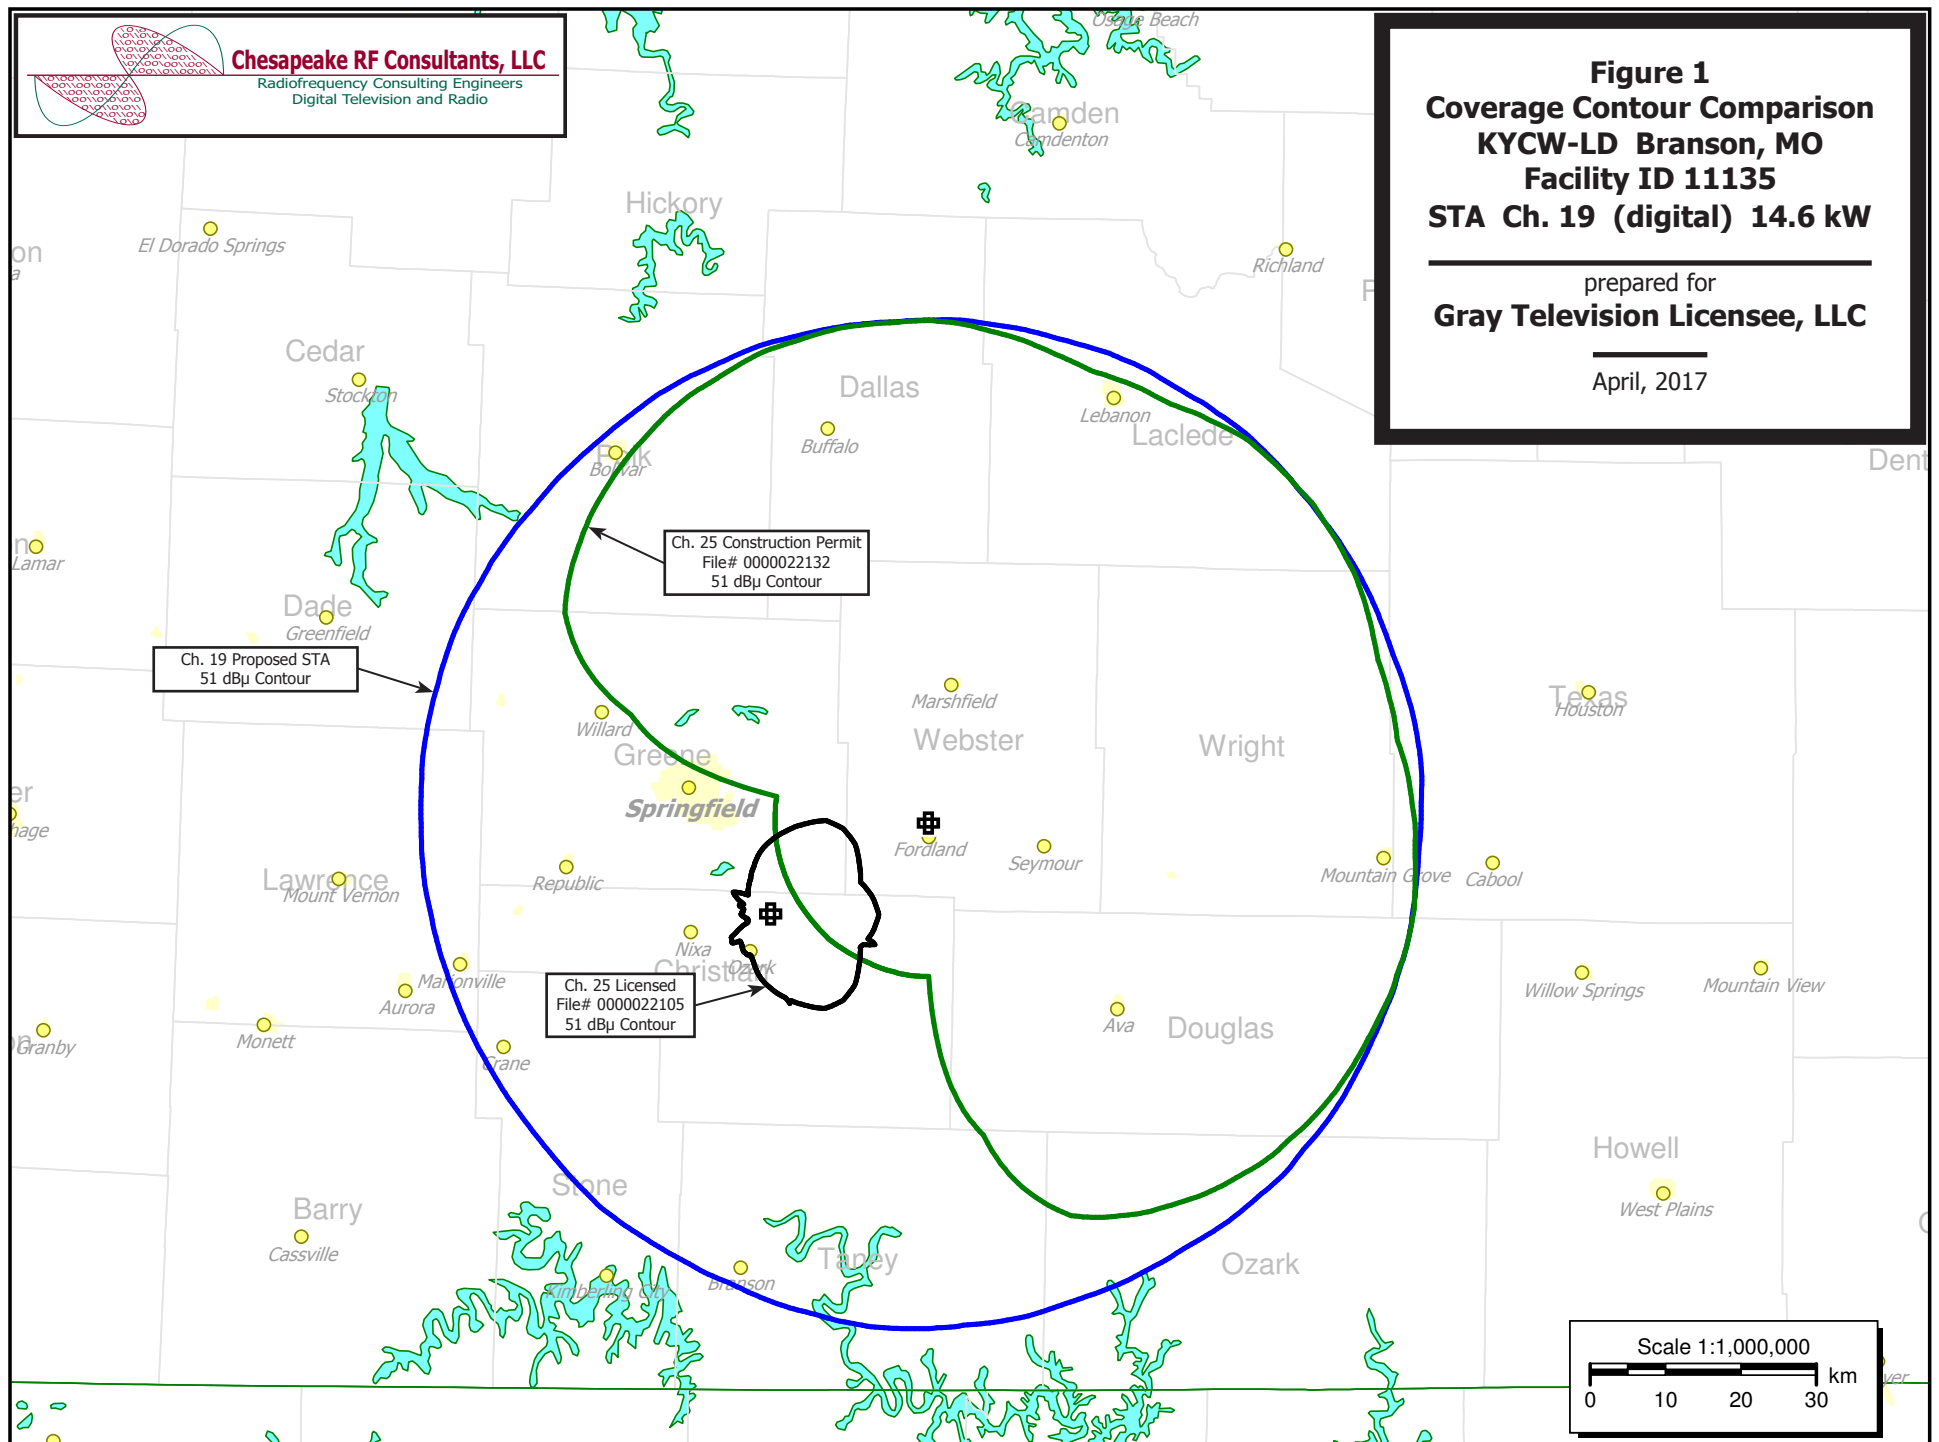 Chesapeake RF Consultants, LLC
Radiofrequency Consulting Engineers
Digital Television and Radio
Figure 1
Coverage Contour Comparison
KYCW-LD Branson, MO
Facility ID 11135
STA Ch. 19 (digital) 14.6 kW
prepared for
Gray Television Licensee, LLC
April, 2017
Osage Beach
Camden
Camdenton
Hickory
El Dorado Springs
on
a
Richland
Cedar
Stockton
Dallas
Buffalo
Lebanon
Laclede
Polk
Bolivar
Dent
Ch. 25 Construction Permit
File# 0000022132
51 dBµ Contour
n
Lamar
Dade
Greenfield
Ch. 19 Proposed STA
51 dBµ Contour
Marshfield
Webster
Wright
Texas
Houston
Willard
Greene
Springfield
er
hage
Fordland
Seymour
Mountain Grove
Cabool
Lawrence
Mount Vernon
Republic
Nixa
Ozark
Christian
Marionville
Aurora
Ch. 25 Licensed
File# 0000022105
51 dBµ Contour
Willow Springs
Mountain View
Ava
Douglas
Granby
Monett
Crane
Howell
West Plains
Stone
Barry
Cassville
Taney
Ozark
Kimberling City
Branson
Scale 1:1,000,000
km
0 10 20 30
yer